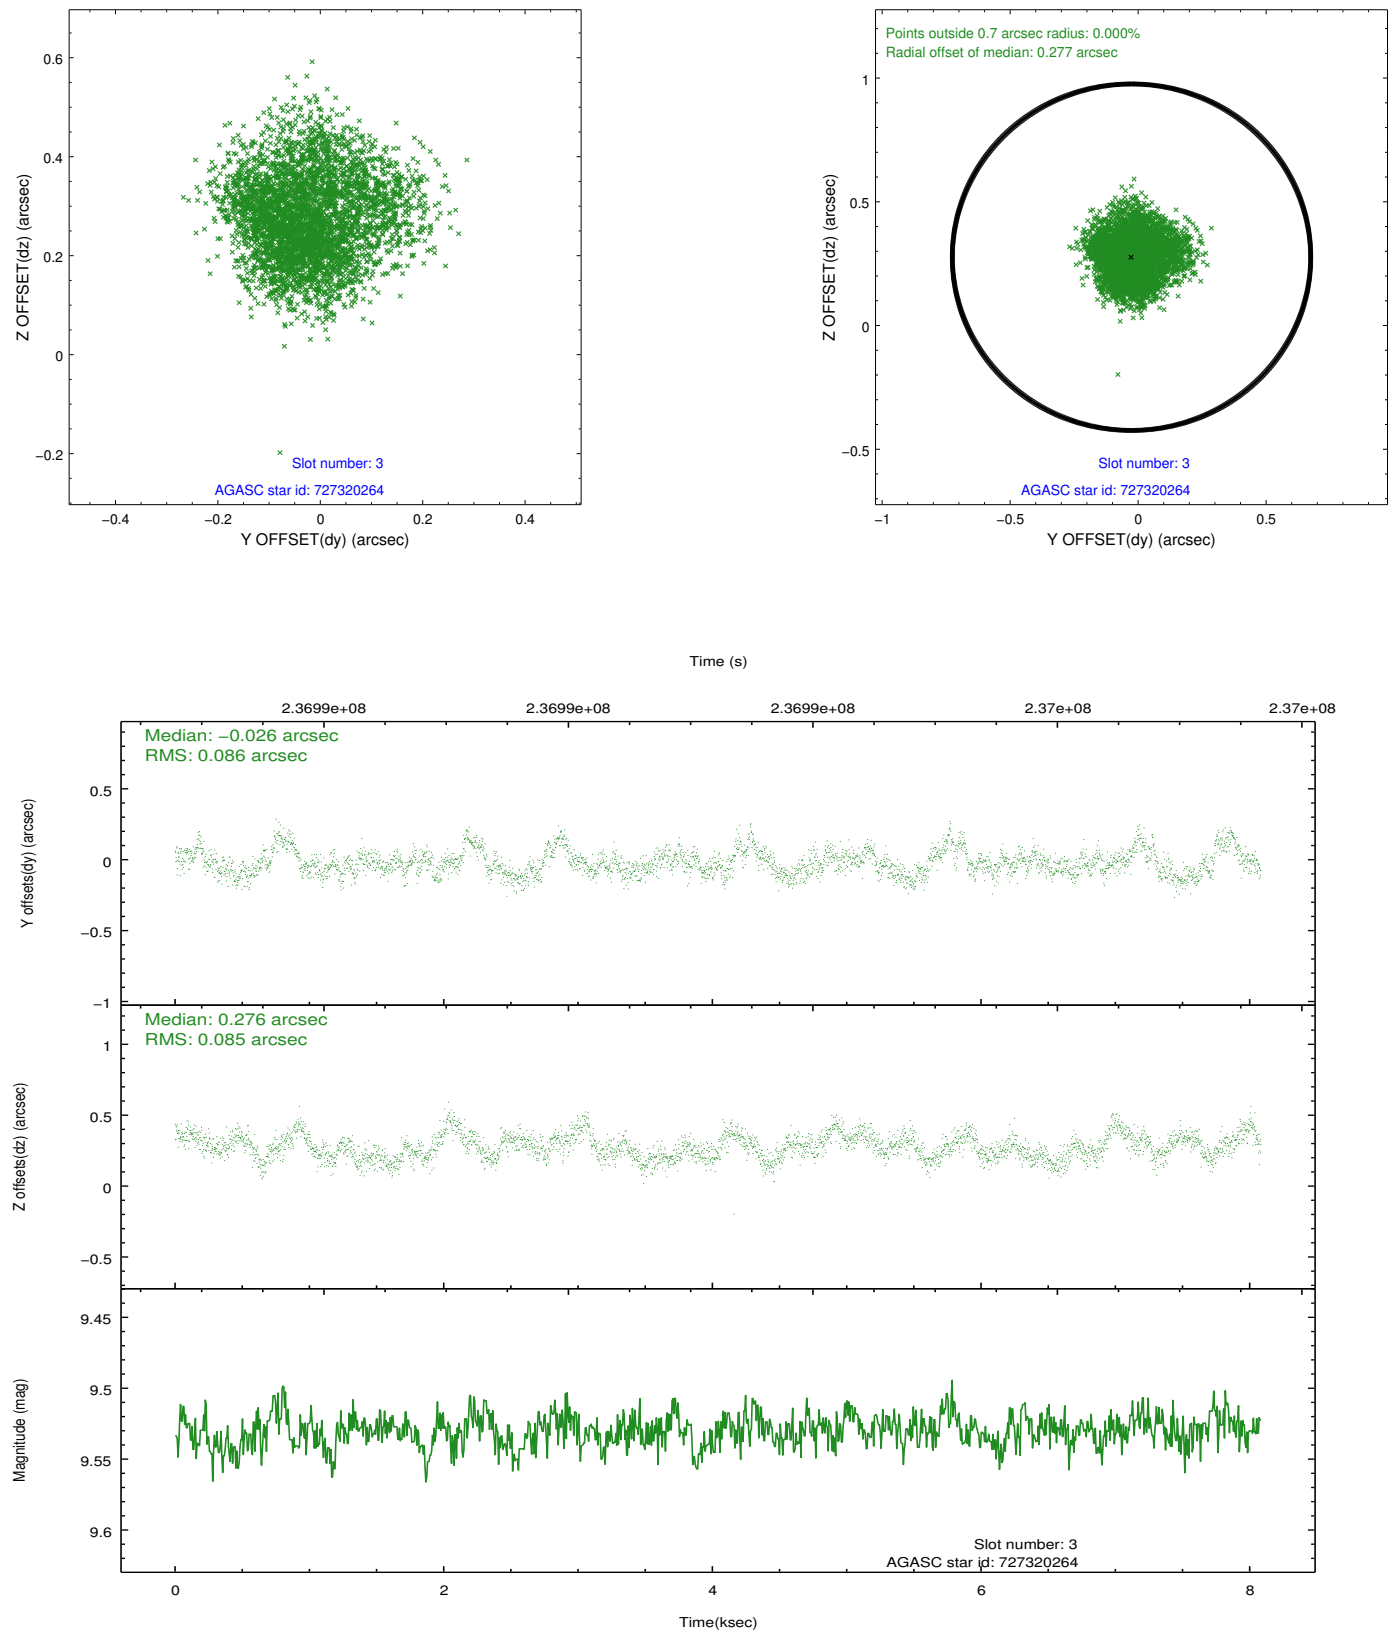 0.6
0.4
0.2
0
−0.2
Z OFFSET(dz) (arcsec)
Slot number: 3
AGASC star id: 727320264
−0.4
−0.2
0
0.2
0.4
Y OFFSET(dy) (arcsec)
Points outside 0.7 arcsec radius: 0.000%
Radial offset of median: 0.277 arcsec
1
0.5
0
−0.5
Z OFFSET(dz) (arcsec)
Slot number: 3
AGASC star id: 727320264
−1
−0.5
0
0.5
Y OFFSET(dy) (arcsec)
Time (s)
2.3699e+08
2.3699e+08
2.3699e+08
2.37e+08
2.37e+08
Median: −0.026 arcsec
RMS: 0.086 arcsec
0.5
0
−0.5
−1
Y offsets(dy) (arcsec)
Median: 0.276 arcsec
RMS: 0.085 arcsec
1
0.5
0
−0.5
Z offsets(dz) (arcsec)
9.45
9.5
9.55
9.6
Magnitude (mag)
Slot number: 3
AGASC star id: 727320264
0
2
4
6
8
Time(ksec)